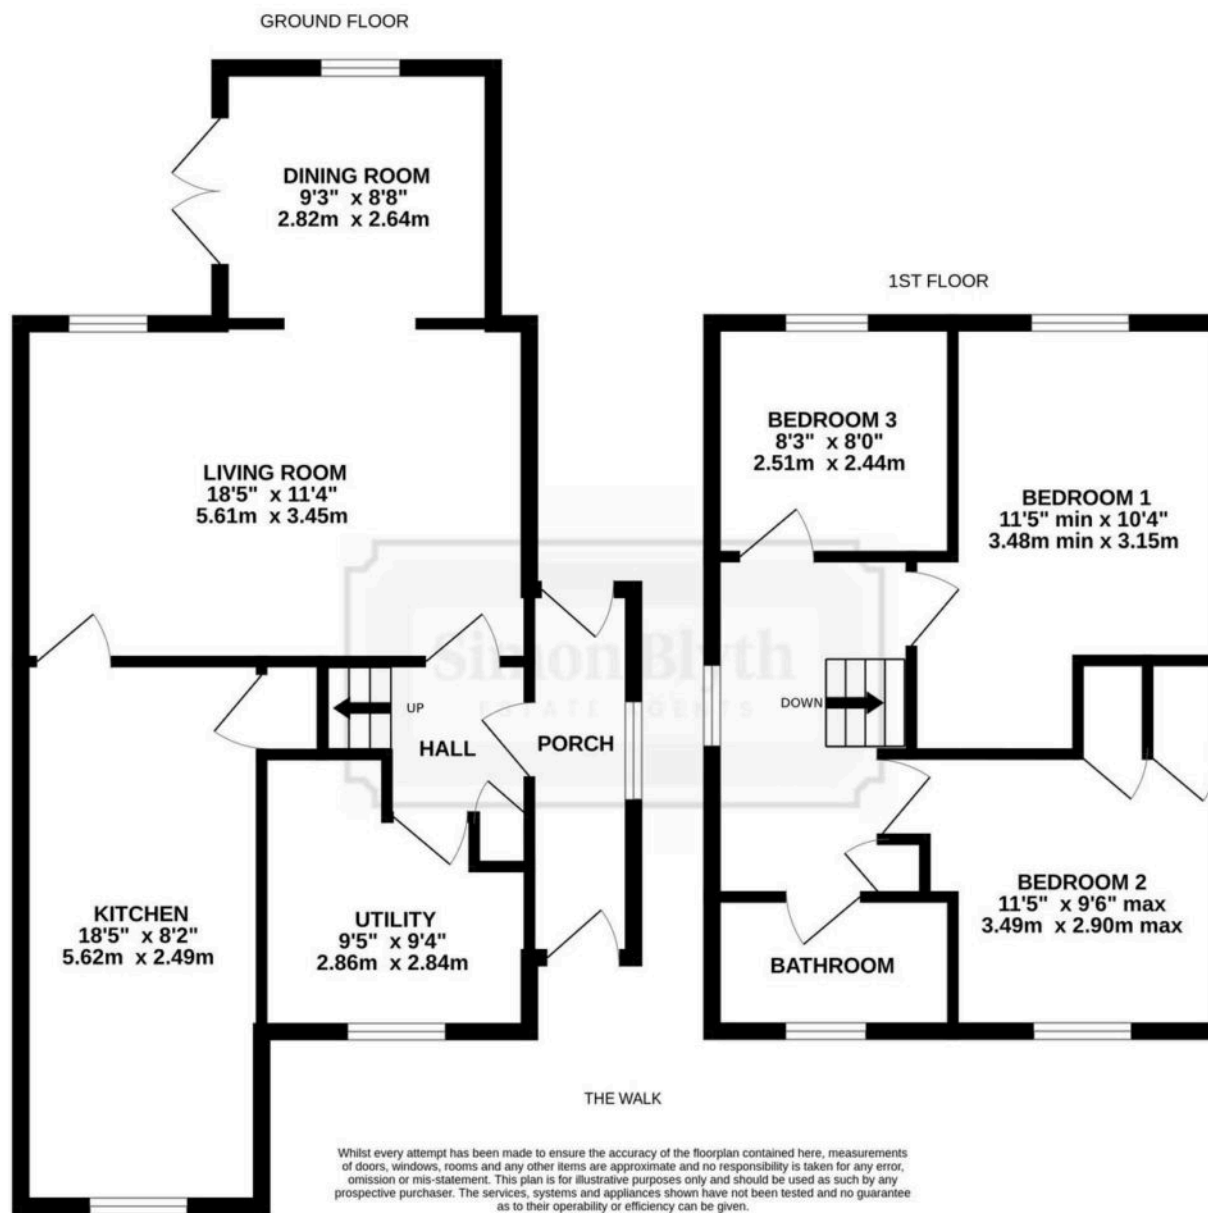 GROUND FLOOR
DINING ROOM
9'3" x 8'8"
2.82m x 2.64m
LIVING ROOM
18'5" x 11'4"
5.61m x 3.45m
UP
HALL
PORCH
KITCHEN
18'5" x 8'2"
5.62m x 2.49m
UTILITY
9'5" x 9'4"
2.86m x 2.84m
1ST FLOOR
BEDROOM 3
8'3" x 8'0"
2.51m x 2.44m
BEDROOM 1
11'5" min x 10'4"
3.48m min x 3.15m
DOWN
BEDROOM 2
11'5" x 9'6" max
3.49m x 2.90m max
BATHROOM
Simon Blyth
ESTATE AGENTS
THE WALK
Whilst every attempt has been made to ensure the accuracy of the floorplan contained here, measurements
of doors, windows, rooms and any other items are approximate and no responsibility is taken for any error,
omission or mis-statement. This plan is for illustrative purposes only and should be used as such by any
prospective purchaser. The services, systems and appliances shown have not been tested and no guarantee
as to their operability or efficiency can be given.